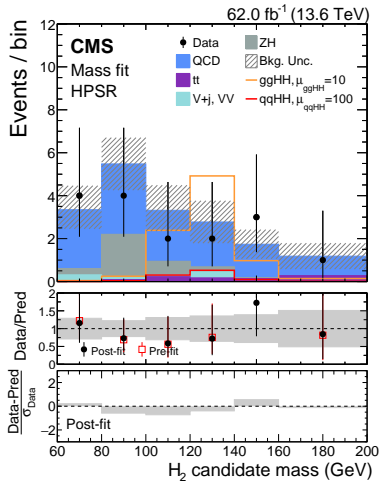 62.0 fb⁻¹ (13.6 TeV)
CMS
Mass fit
HPSR
Data
QCD
tt
V+j, VV
ZH
Bkg. Unc.
ggHH, μ_ggHH=10
qqHH, μ_qqHH=100
Events / bin
12
10
8
6
4
2
0
Data/Pred
2
1.5
1
0.5
0
Post-fit
Pre-fit
Data-Pred
σ_Data
2
0
−2
Post-fit
60 80 100 120 140 160 180 200
H₂ candidate mass (GeV)